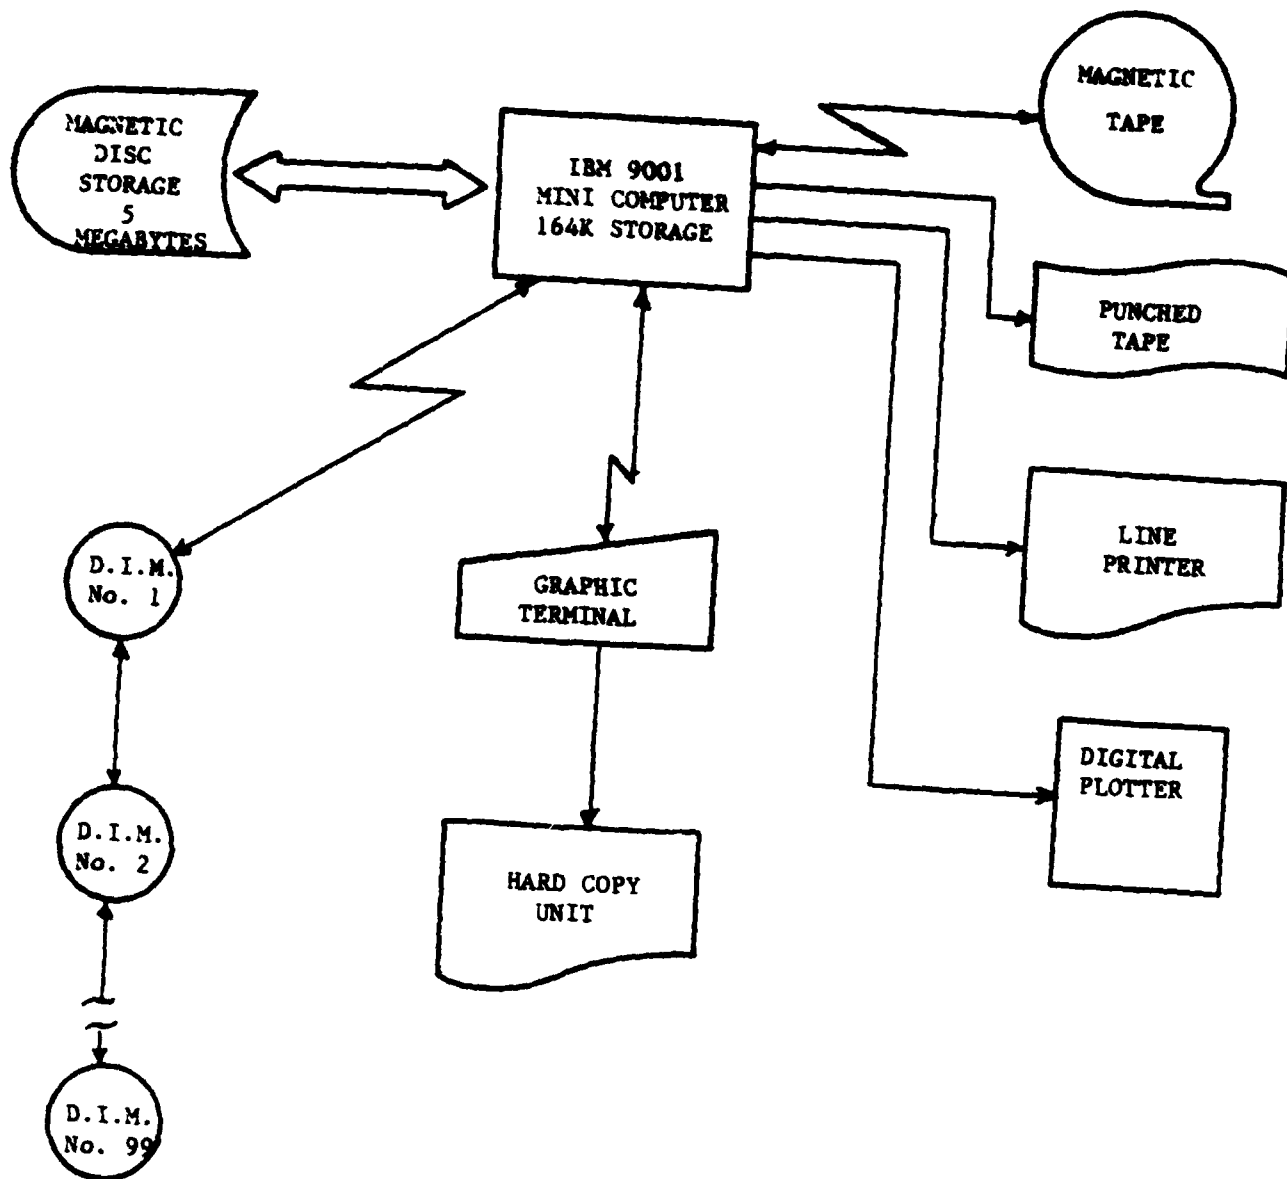 MAGNETIC
DISC
STORAGE
5
MEGABYTES
IBM 9001
MINI COMPUTER
164K STORAGE
MAGNETIC
TAPE
PUNCHED
TAPE
LINE
PRINTER
DIGITAL
PLOTTER
GRAPHIC
TERMINAL
HARD COPY
UNIT
D.I.M.
No. 1
D.I.M.
No. 2
D.I.M.
No. 99